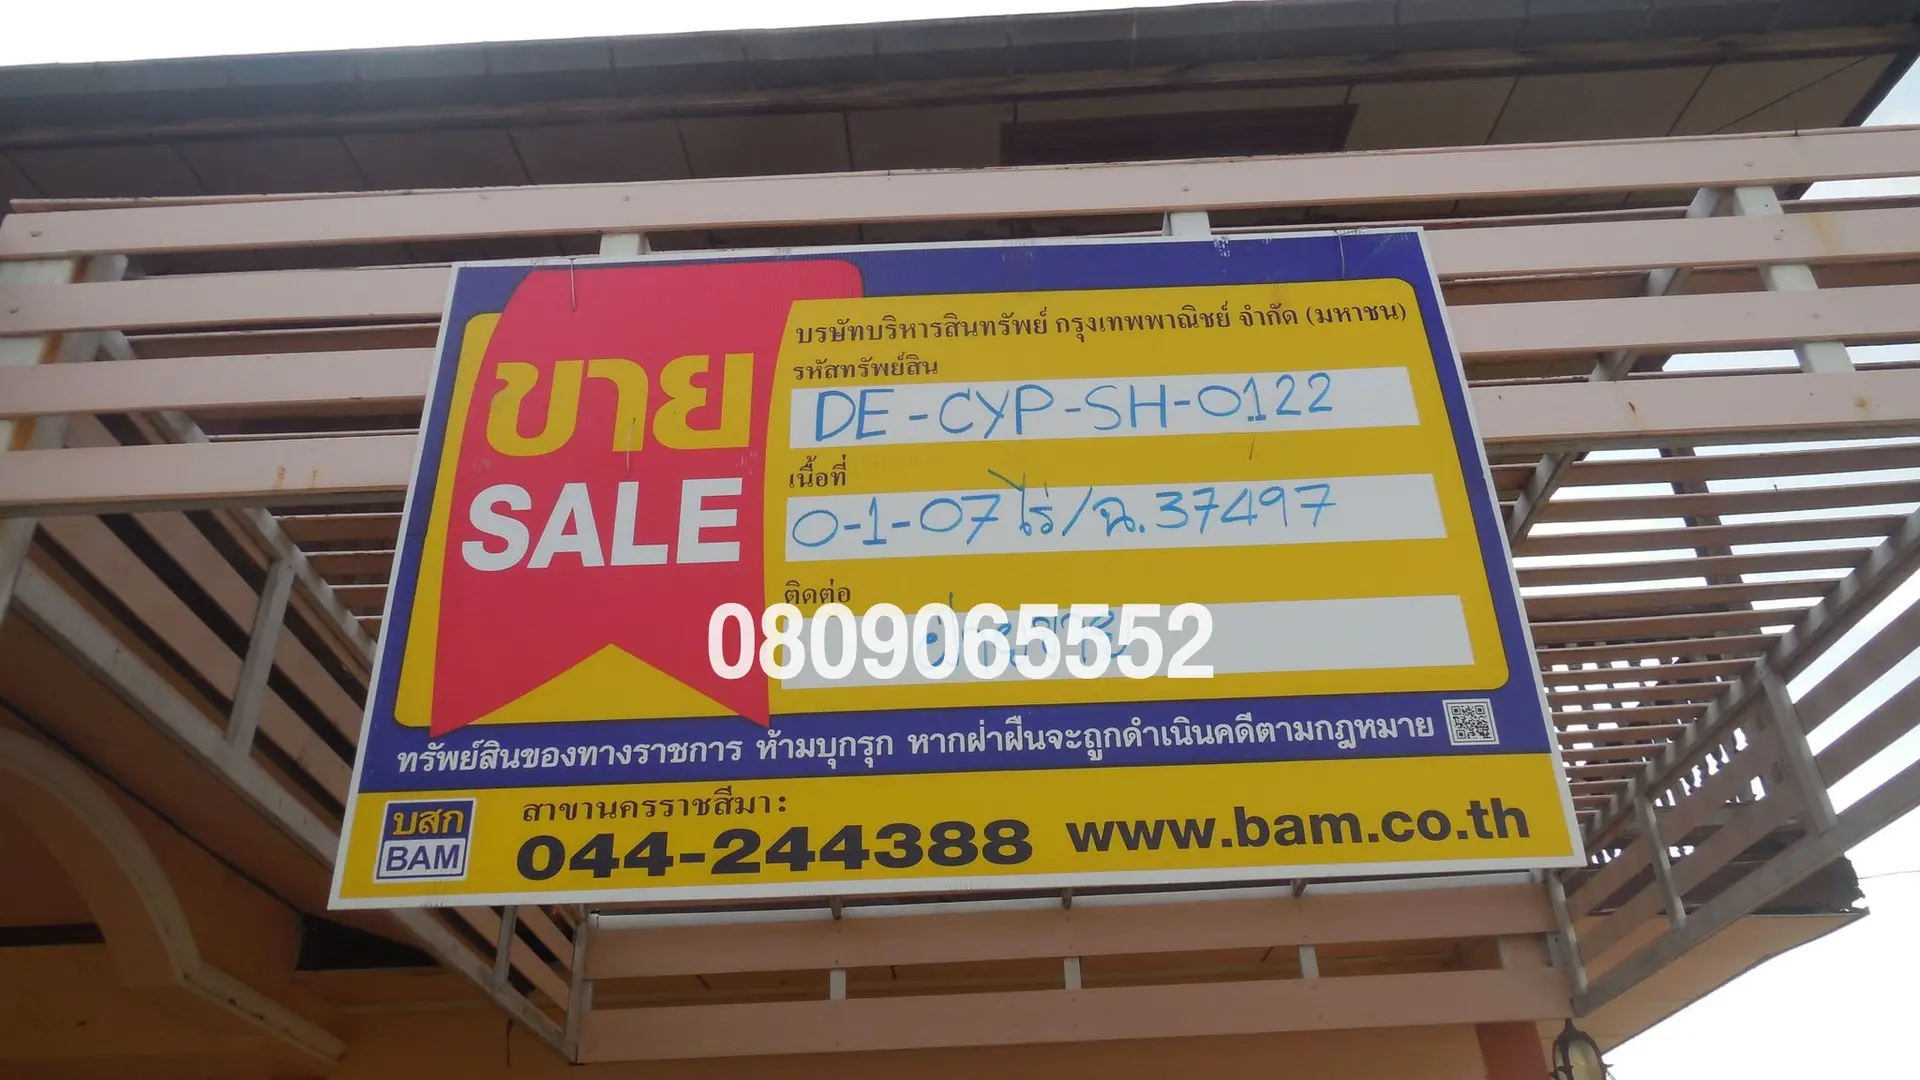 ขาย
SALE
บริษัทบริหารสินทรัพย์ กรุงเทพพาณิชย์ จำกัด (มหาชน)
รหัสทรัพย์สิน
DE-CYP-SH-0122
เนื้อที่
0-1-07 ไร่/ฉ.37497
ติดต่อ
ฝ่ายขาย
0809065552
ทรัพย์สินของทางราชการ ห้ามบุกรุก หากฝ่าฝืนจะถูกดำเนินคดีตามกฎหมาย
บสก
BAM
สาขานครราชสีมา:
044-244388 www.bam.co.th